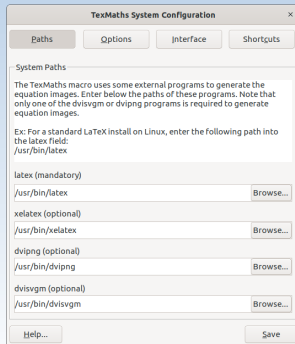 TexMaths System Configuration ×
Paths Options Interface Shortcuts
System Paths
The TexMaths macro uses some external programs to generate the
equation images. Enter below the paths of these programs. Note that
only one of the dvisvgm or dvipng programs is required to generate
equation images.
Ex: For a standard LaTeX install on Linux, enter the following path into
the latex field:
/usr/bin/latex
latex (mandatory)
/usr/bin/latex Browse...
xelatex (optional)
/usr/bin/xelatex Browse...
dvipng (optional)
/usr/bin/dvipng Browse...
dvisvgm (optional)
/usr/bin/dvisvgm Browse...
Help... Save